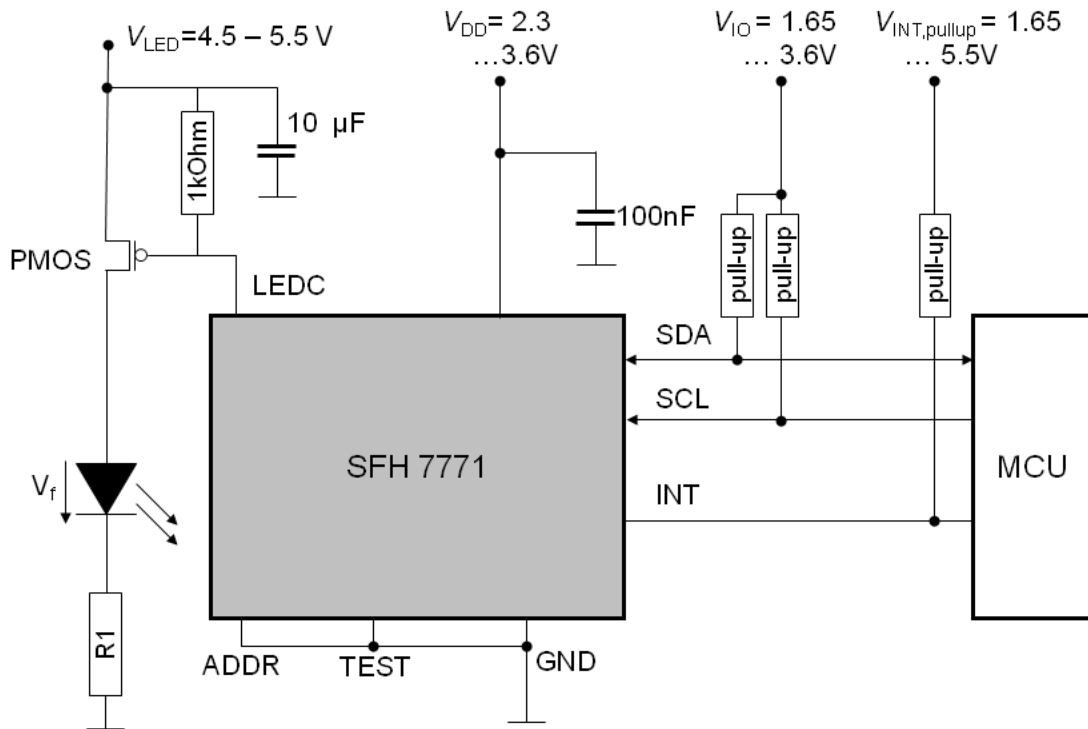 V_LED=4.5 – 5.5 V
V_DD = 2.3
...3.6V
V_IO = 1.65
... 3.6V
V_INT,pullup = 1.65
... 5.5V
1kOhm
10 µF
100nF
pull-up
pull-up
pull-up
PMOS
LEDC
SDA
SCL
INT
SFH 7771
MCU
V_f
R1
ADDR
TEST
GND